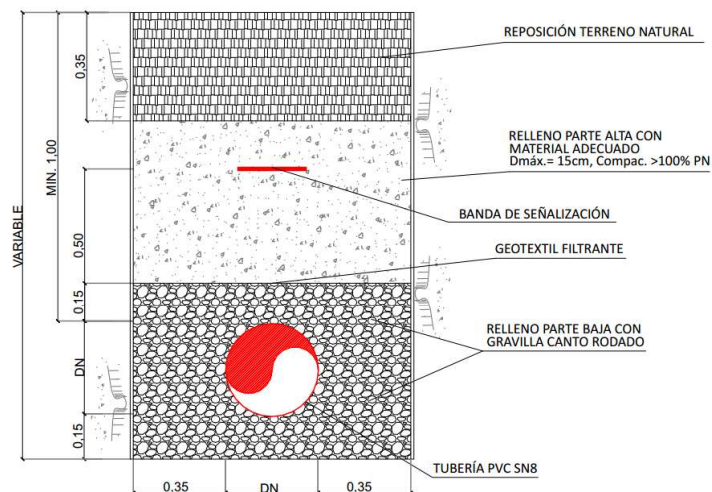 REPOSICIÓN TERRENO NATURAL
0,35
RELLENO PARTE ALTA CON
MATERIAL ADECUADO
Dmáx.= 15cm, Compac. >100% PN
MIN. 1,00
VARIABLE
BANDA DE SEÑALIZACIÓN
0.50
GEOTEXTIL FILTRANTE
0.15
RELLENO PARTE BAJA CON
GRAVILLA CANTO RODADO
DN
0.15
TUBERÍA PVC SN8
0.35
DN
0.35